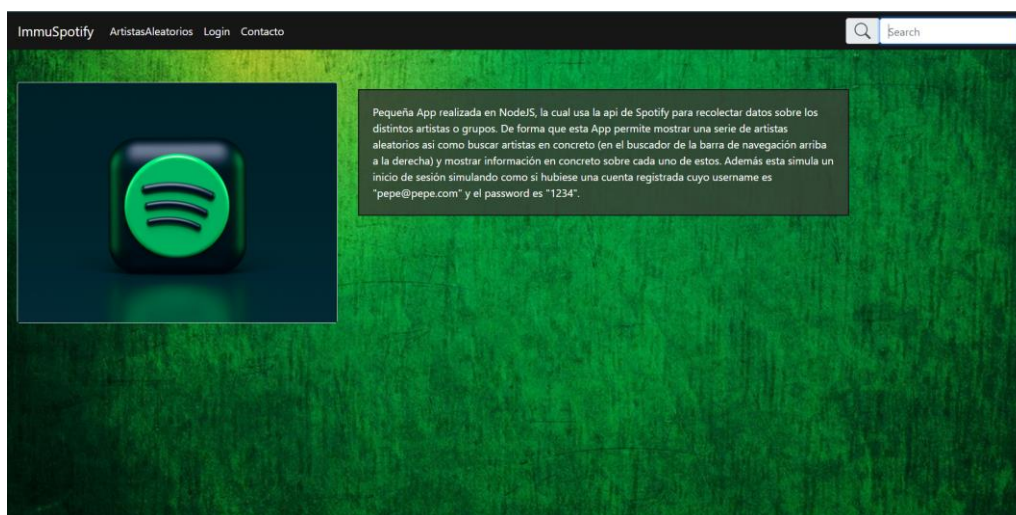 ImmuSpotify ArtistasAleatorios Login Contacto Search
Pequeña App realizada en NodeJS, la cual usa la api de Spotify para recolectar datos sobre los
distintos artistas o grupos. De forma que esta App permite mostrar una serie de artistas
aleatorios asi como buscar artistas en concreto (en el buscador de la barra de navegación arriba
a la derecha) y mostrar información en concreto sobre cada uno de estos. Además esta simula un
inicio de sesión simulando como si hubiese una cuenta registrada cuyo username es
"pepe@pepe.com" y el password es "1234".